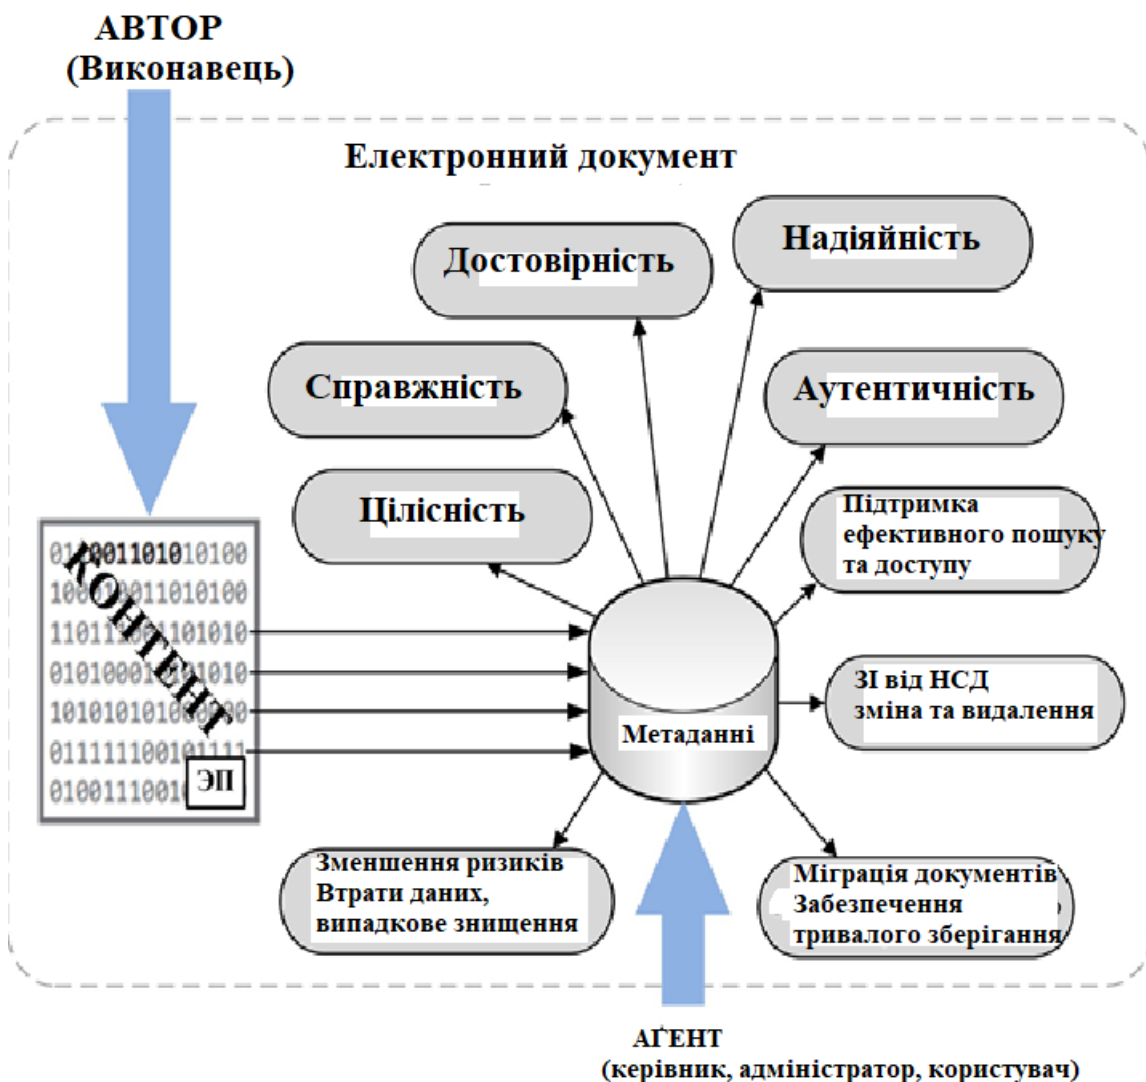 АВТОР
(Виконавець)
Електронний документ
Надіяйність
Достовірність
Справжність
Аутентичність
Цілісність
Підтримка
ефективного пошуку
та доступу
КОНТЕНТ
ЗІ від НСД
зміна та видалення
Метаданні
ЭП
Зменшення ризиків
Втрати даних,
випадкове знищення
Міграція документів
Забезпечення
тривалого зберігання
АҐЕНТ
(керівник, адміністратор, користувач)